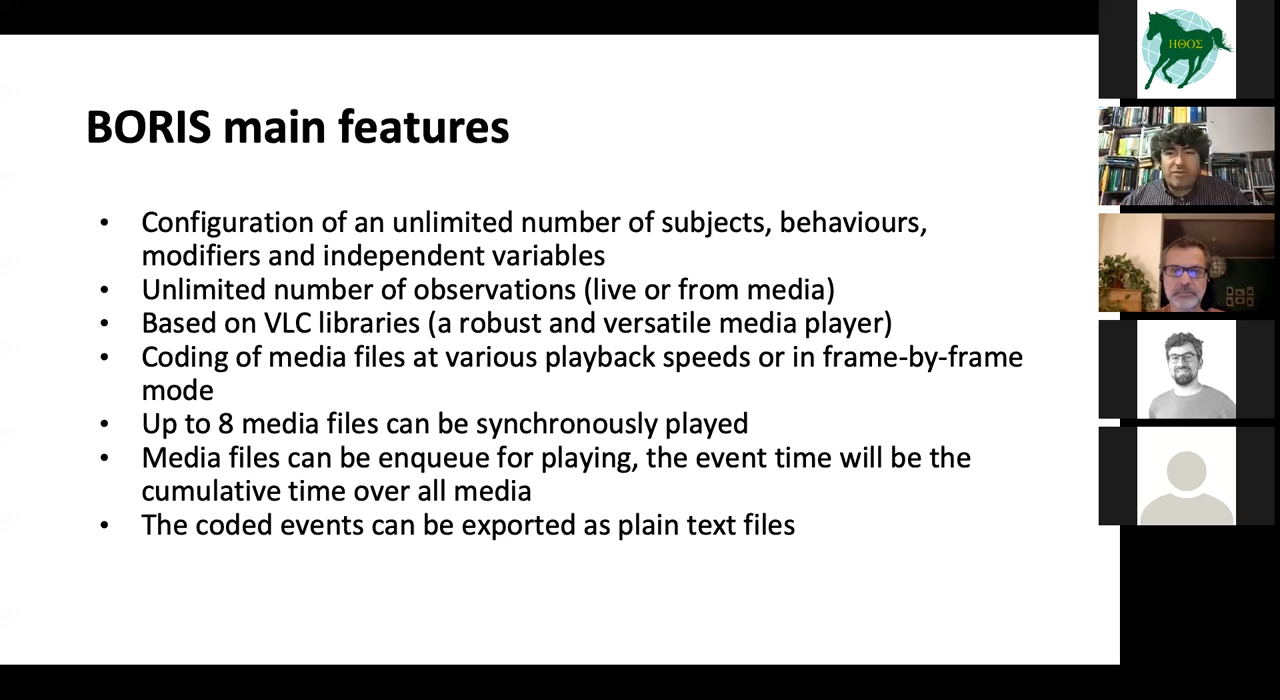 BORIS main features
• Configuration of an unlimited number of subjects, behaviours,
modifiers and independent variables
• Unlimited number of observations (live or from media)
• Based on VLC libraries (a robust and versatile media player)
• Coding of media files at various playback speeds or in frame-by-frame
mode
• Up to 8 media files can be synchronously played
• Media files can be enqueue for playing, the event time will be the
cumulative time over all media
• The coded events can be exported as plain text files
ΗΘΟΣ